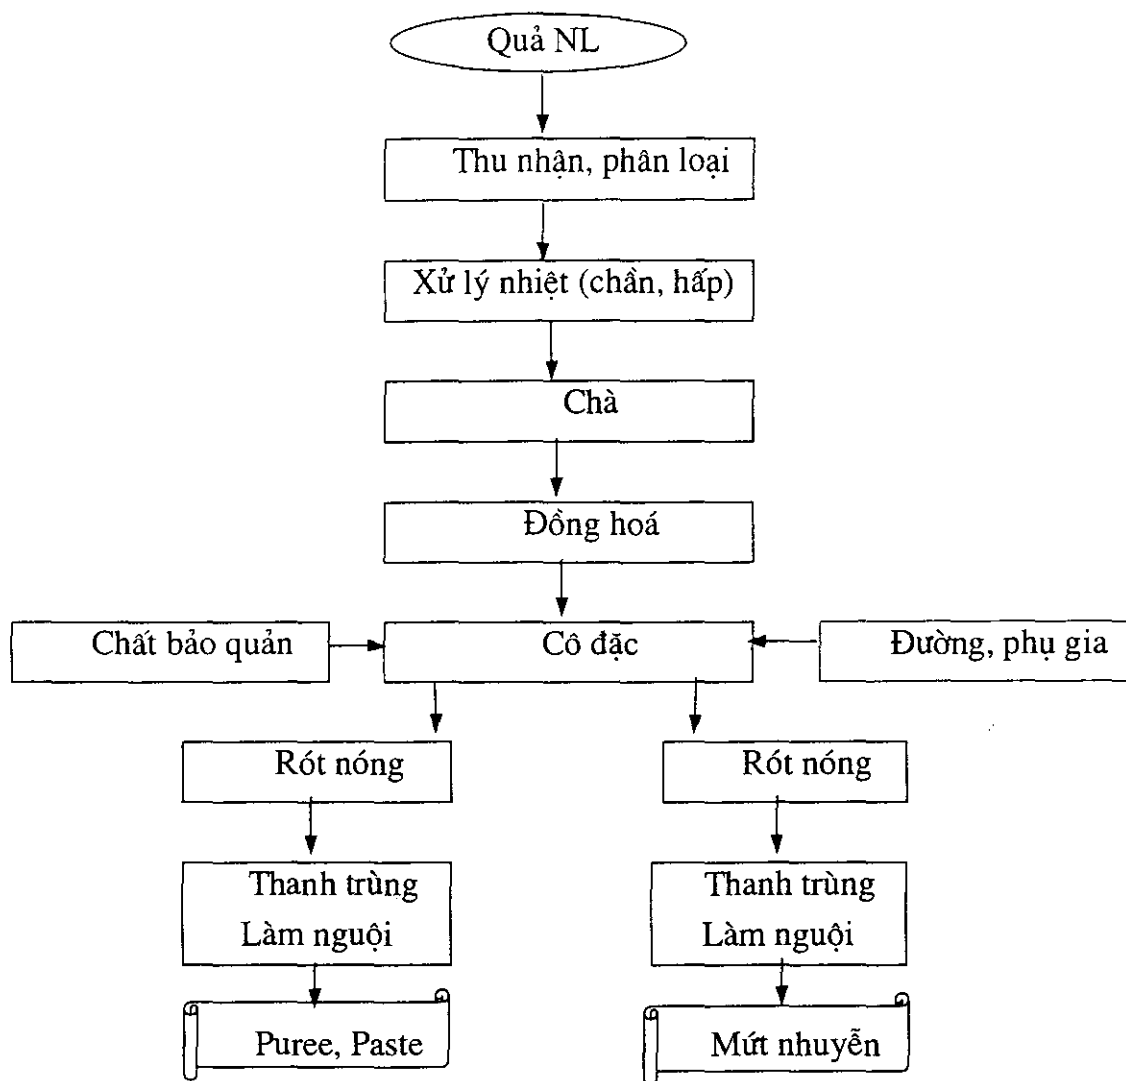 Quả NL
Thu nhận, phân loại
Xử lý nhiệt (chần, hấp)
Chà
Đồng hoá
Chất bảo quản
Cô đặc
Đường, phụ gia
Rót nóng
Rót nóng
Thanh trùng
Làm nguội
Thanh trùng
Làm nguội
Puree, Paste
Mứt nhuyễn